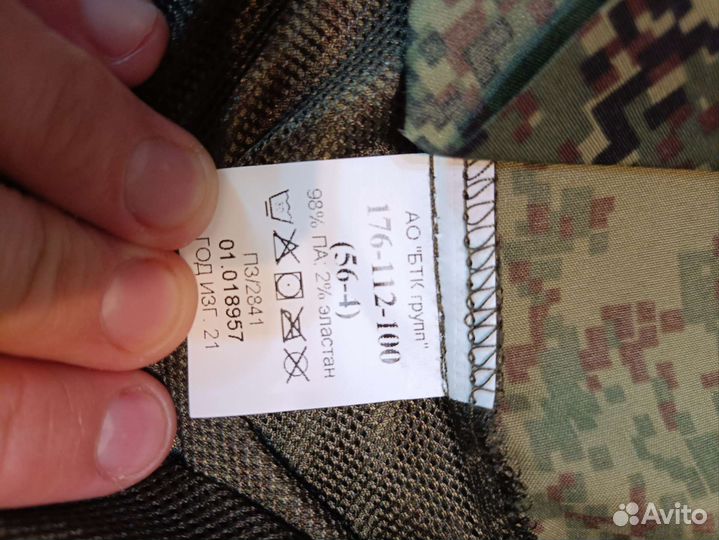 АО "БТК групп"
176-112-100
(56-4)
98% ПА; 2% эластан
ПЗ/2841
01.018957
ГОД ИЗГ. 21
Avito